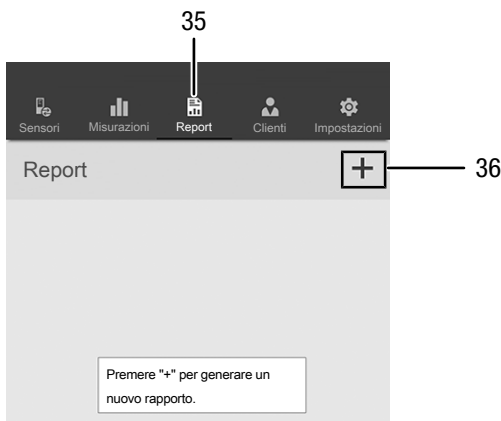 35
Sensori Misurazioni Report Clienti Impostazioni
Report
36
Premere "+" per generare un
nuovo rapporto.